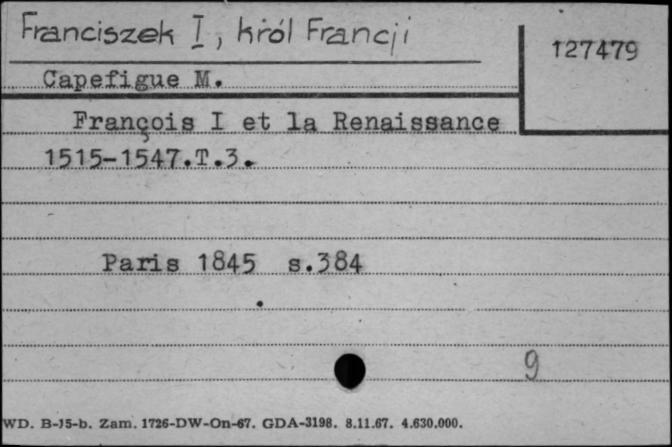 Franciszek I, król Francji
127479
Capefigue M.
François I et la Renaissance
1515-1547.T.3.
Paris 1845 s.384
9
WD. B-15-b. Zam. 1726-DW-On-67. GDA-3198. 8.11.67. 4.630.000.